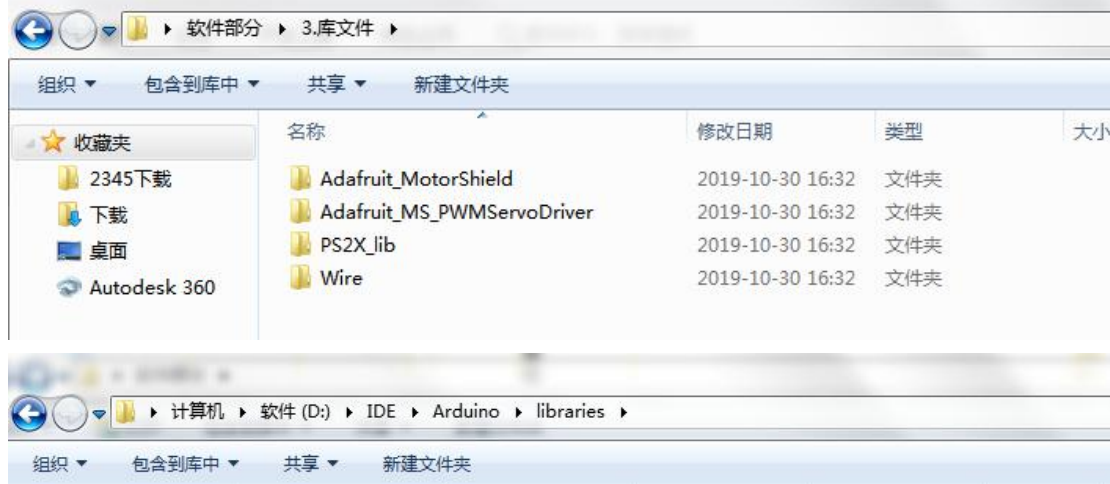 软件部分 3.库文件
组织 包含到库中 共享 新建文件夹
收藏夹 名称 修改日期 类型 大小
2345下载 Adafruit_MotorShield 2019-10-30 16:32 文件夹
下载 Adafruit_MS_PWMServoDriver 2019-10-30 16:32 文件夹
桌面 PS2X_lib 2019-10-30 16:32 文件夹
Autodesk 360 Wire 2019-10-30 16:32 文件夹
计算机 软件 (D:) IDE Arduino libraries
组织 包含到库中 共享 新建文件夹